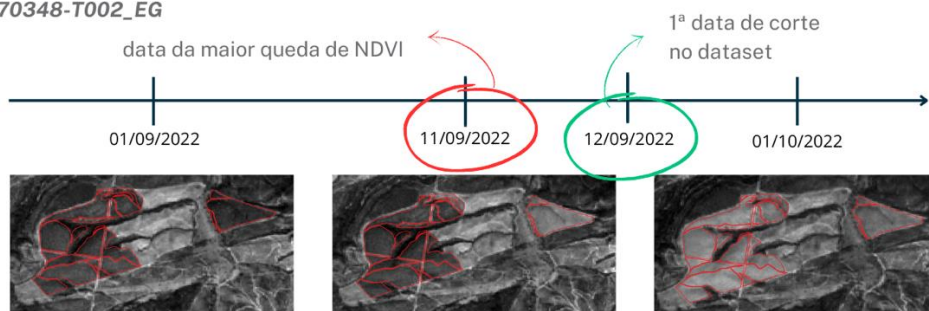 70348-T002_EG
data da maior queda de NDVI
1ª data de corte
no dataset
01/09/2022
11/09/2022
12/09/2022
01/10/2022